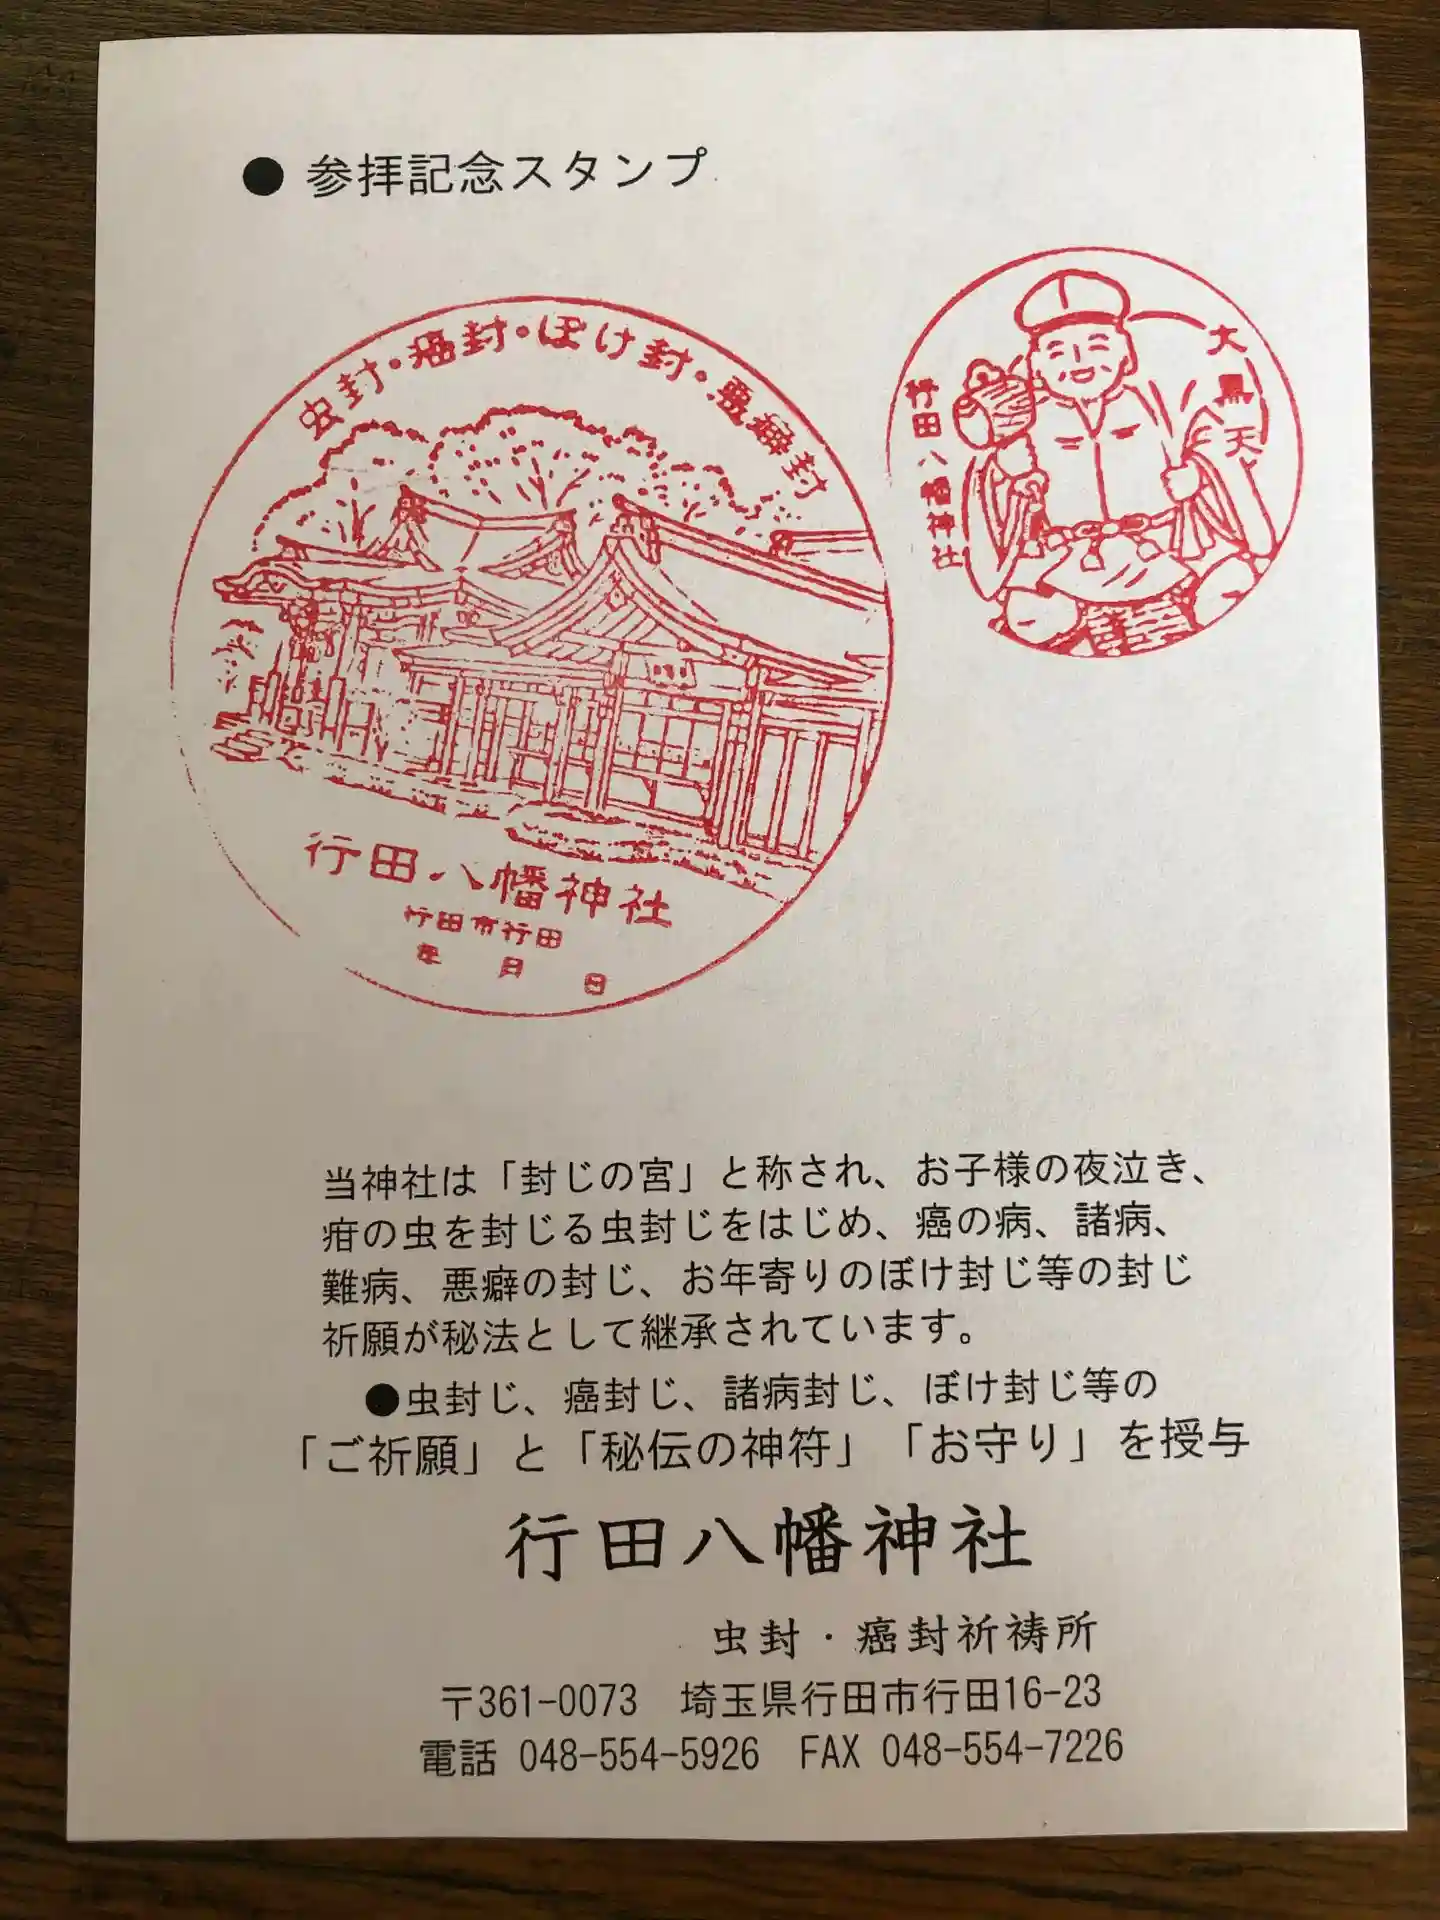 ● 参拝記念スタンプ
虫封・癌封・ぼけ封・悪癖封
行田八幡神社
行田市行田
年 月 日
大黒天
行田八幡神社
当神社は「封じの宮」と称され、お子様の夜泣き、
疳の虫を封じる虫封じをはじめ、癌の病、諸病、
難病、悪癖の封じ、お年寄りのぼけ封じ等の封じ
祈願が秘法として継承されています。
●虫封じ、癌封じ、諸病封じ、ぼけ封じ等の
「ご祈願」と「秘伝の神符」「お守り」を授与
行田八幡神社
虫封・癌封祈祷所
〒361-0073 埼玉県行田市行田16-23
電話 048-554-5926 FAX 048-554-7226